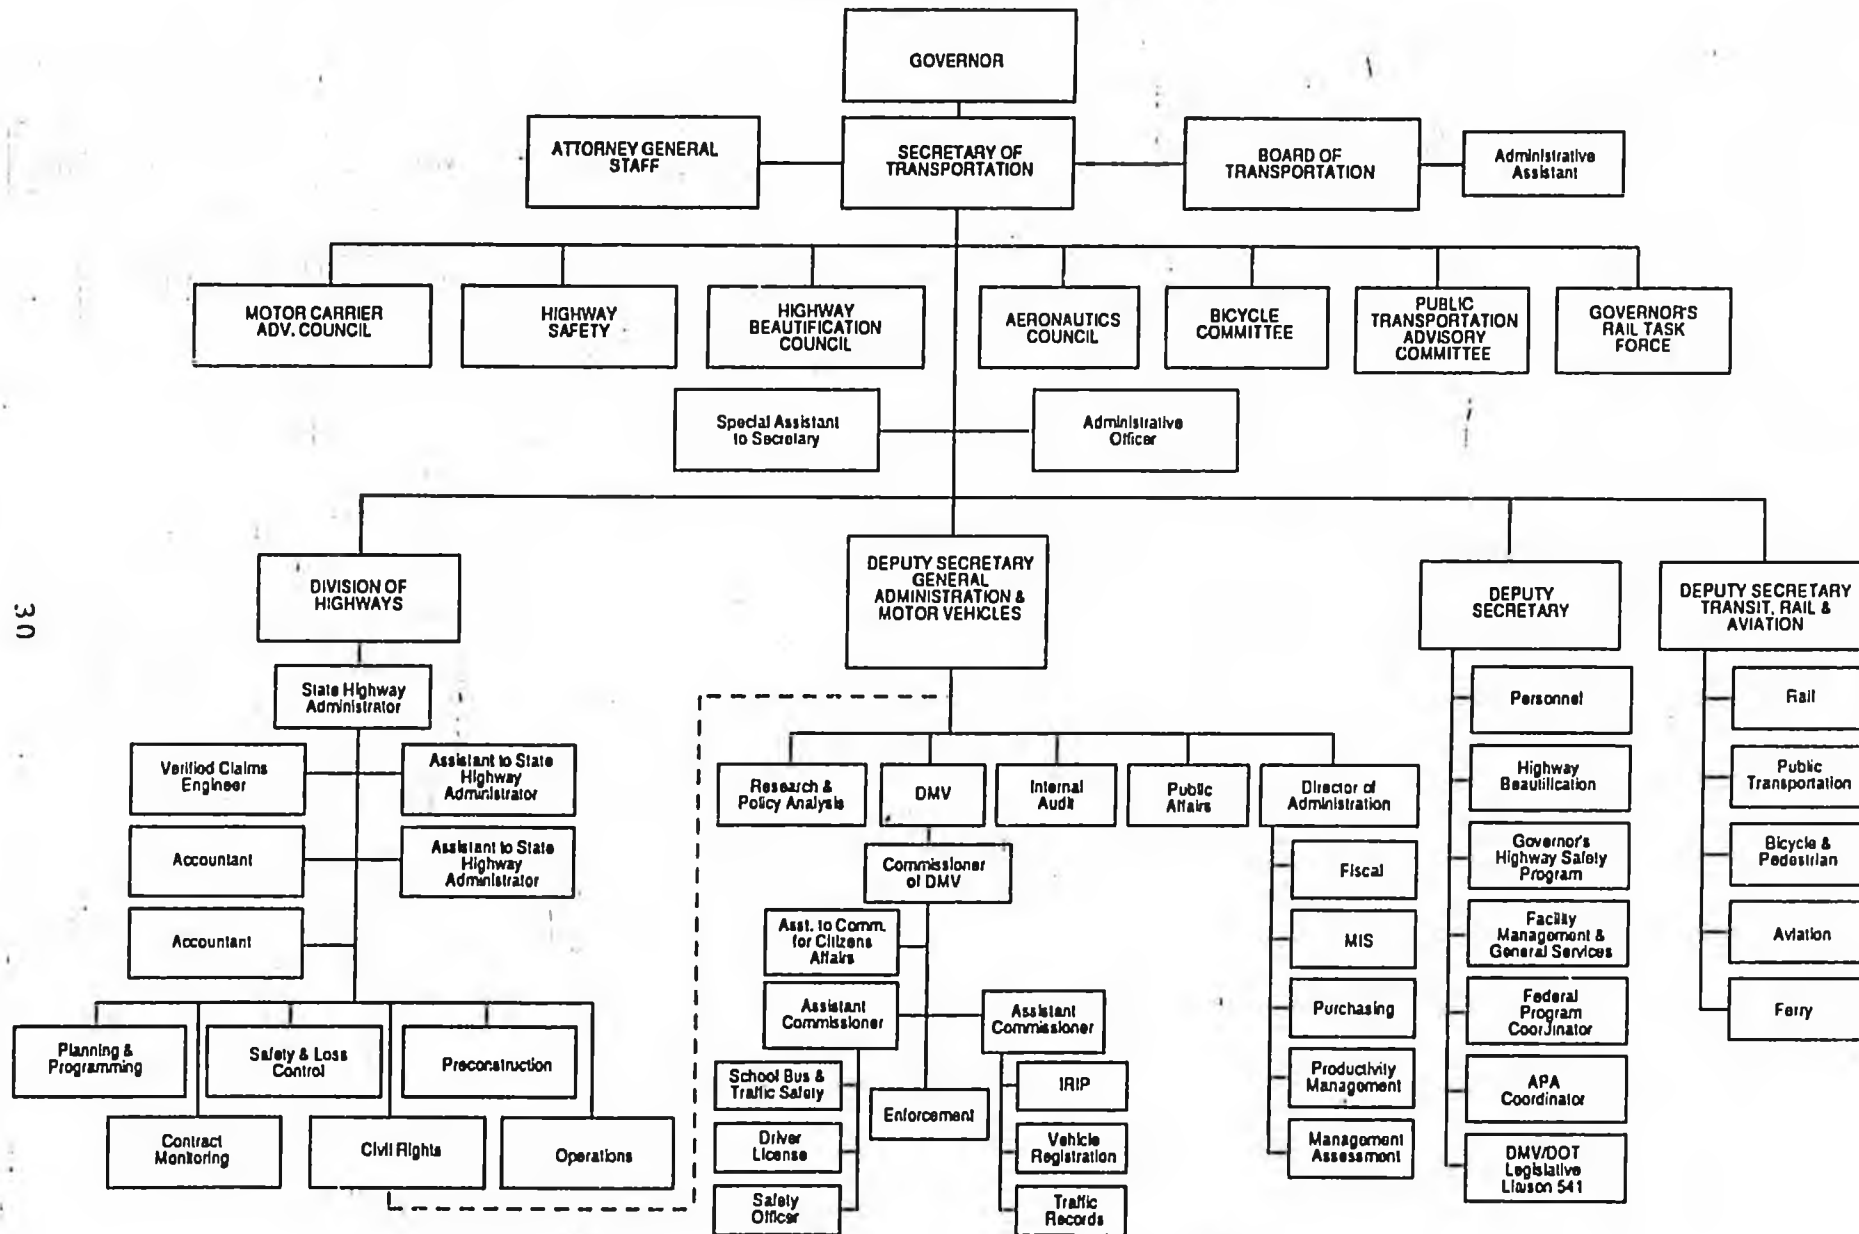 GOVERNOR
ATTORNEY GENERAL
STAFF
SECRETARY OF
TRANSPORTATION
BOARD OF
TRANSPORTATION
Administrative
Assistant
MOTOR CARRIER
ADV. COUNCIL
HIGHWAY
SAFETY
HIGHWAY
BEAUTIFICATION
COUNCIL
AERONAUTICS
COUNCIL
BICYCLE
COMMITTEE
PUBLIC
TRANSPORTATION
ADVISORY
COMMITTEE
GOVERNOR'S
RAIL TASK
FORCE
Special Assistant
to Secretary
Administrative
Officer
DIVISION OF
HIGHWAYS
DEPUTY SECRETARY
GENERAL
ADMINISTRATION &
MOTOR VEHICLES
DEPUTY
SECRETARY
DEPUTY SECRETARY
TRANSIT, RAIL &
AVIATION
State Highway
Administrator
Verified Claims
Engineer
Assistant to State
Highway
Administrator
Accountant
Assistant to State
Highway
Administrator
Accountant
Planning &
Programming
Safety & Loss
Control
Preconstruction
Contract
Monitoring
Civil Rights
Operations
Research &
Policy Analysis
DMV
Internal
Audit
Public
Affairs
Director of
Administration
Commissioner
of DMV
Asst. to Comm.
for Citizens
Affairs
Assistant
Commissioner
Assistant
Commissioner
School Bus &
Traffic Safety
Driver
License
Safety
Officer
Enforcement
IRIP
Vehicle
Registration
Traffic
Records
Fiscal
MIS
Purchasing
Productivity
Management
Management
Assessment
Personnel
Highway
Beautification
Governor's
Highway Safety
Program
Facility
Management &
General Services
Federal
Program
Coordinator
APA
Coordinator
DMV/DOT
Legislative
Liaison 541
Rail
Public
Transportation
Bicycle &
Pedestrian
Aviation
Ferry
30